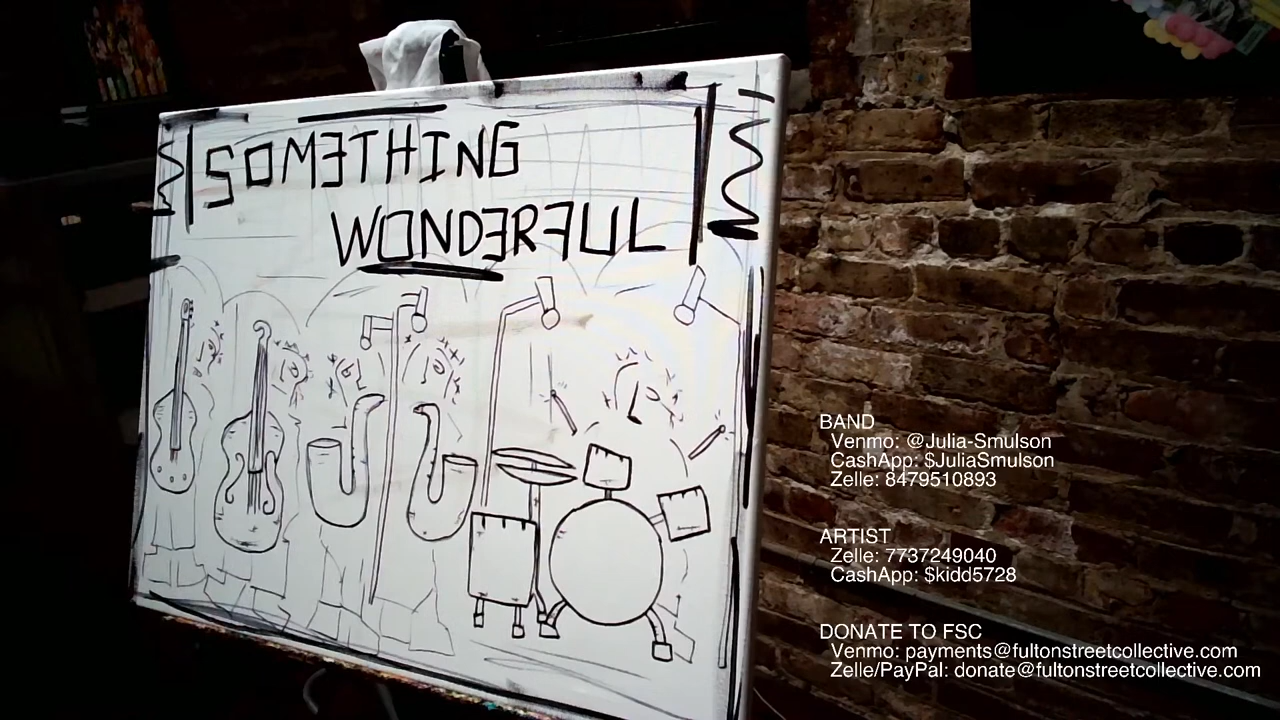 SOMETHING
WONDERFUL
BAND
Venmo: @Julia-Smulson
CashApp: $JuliaSmulson
Zelle: 8479510893
ARTIST
Zelle: 7737249040
CashApp: $kidd5728
DONATE TO FSC
Venmo: payments@fultonstreetcollective.com
Zelle/PayPal: donate@fultonstreetcollective.com